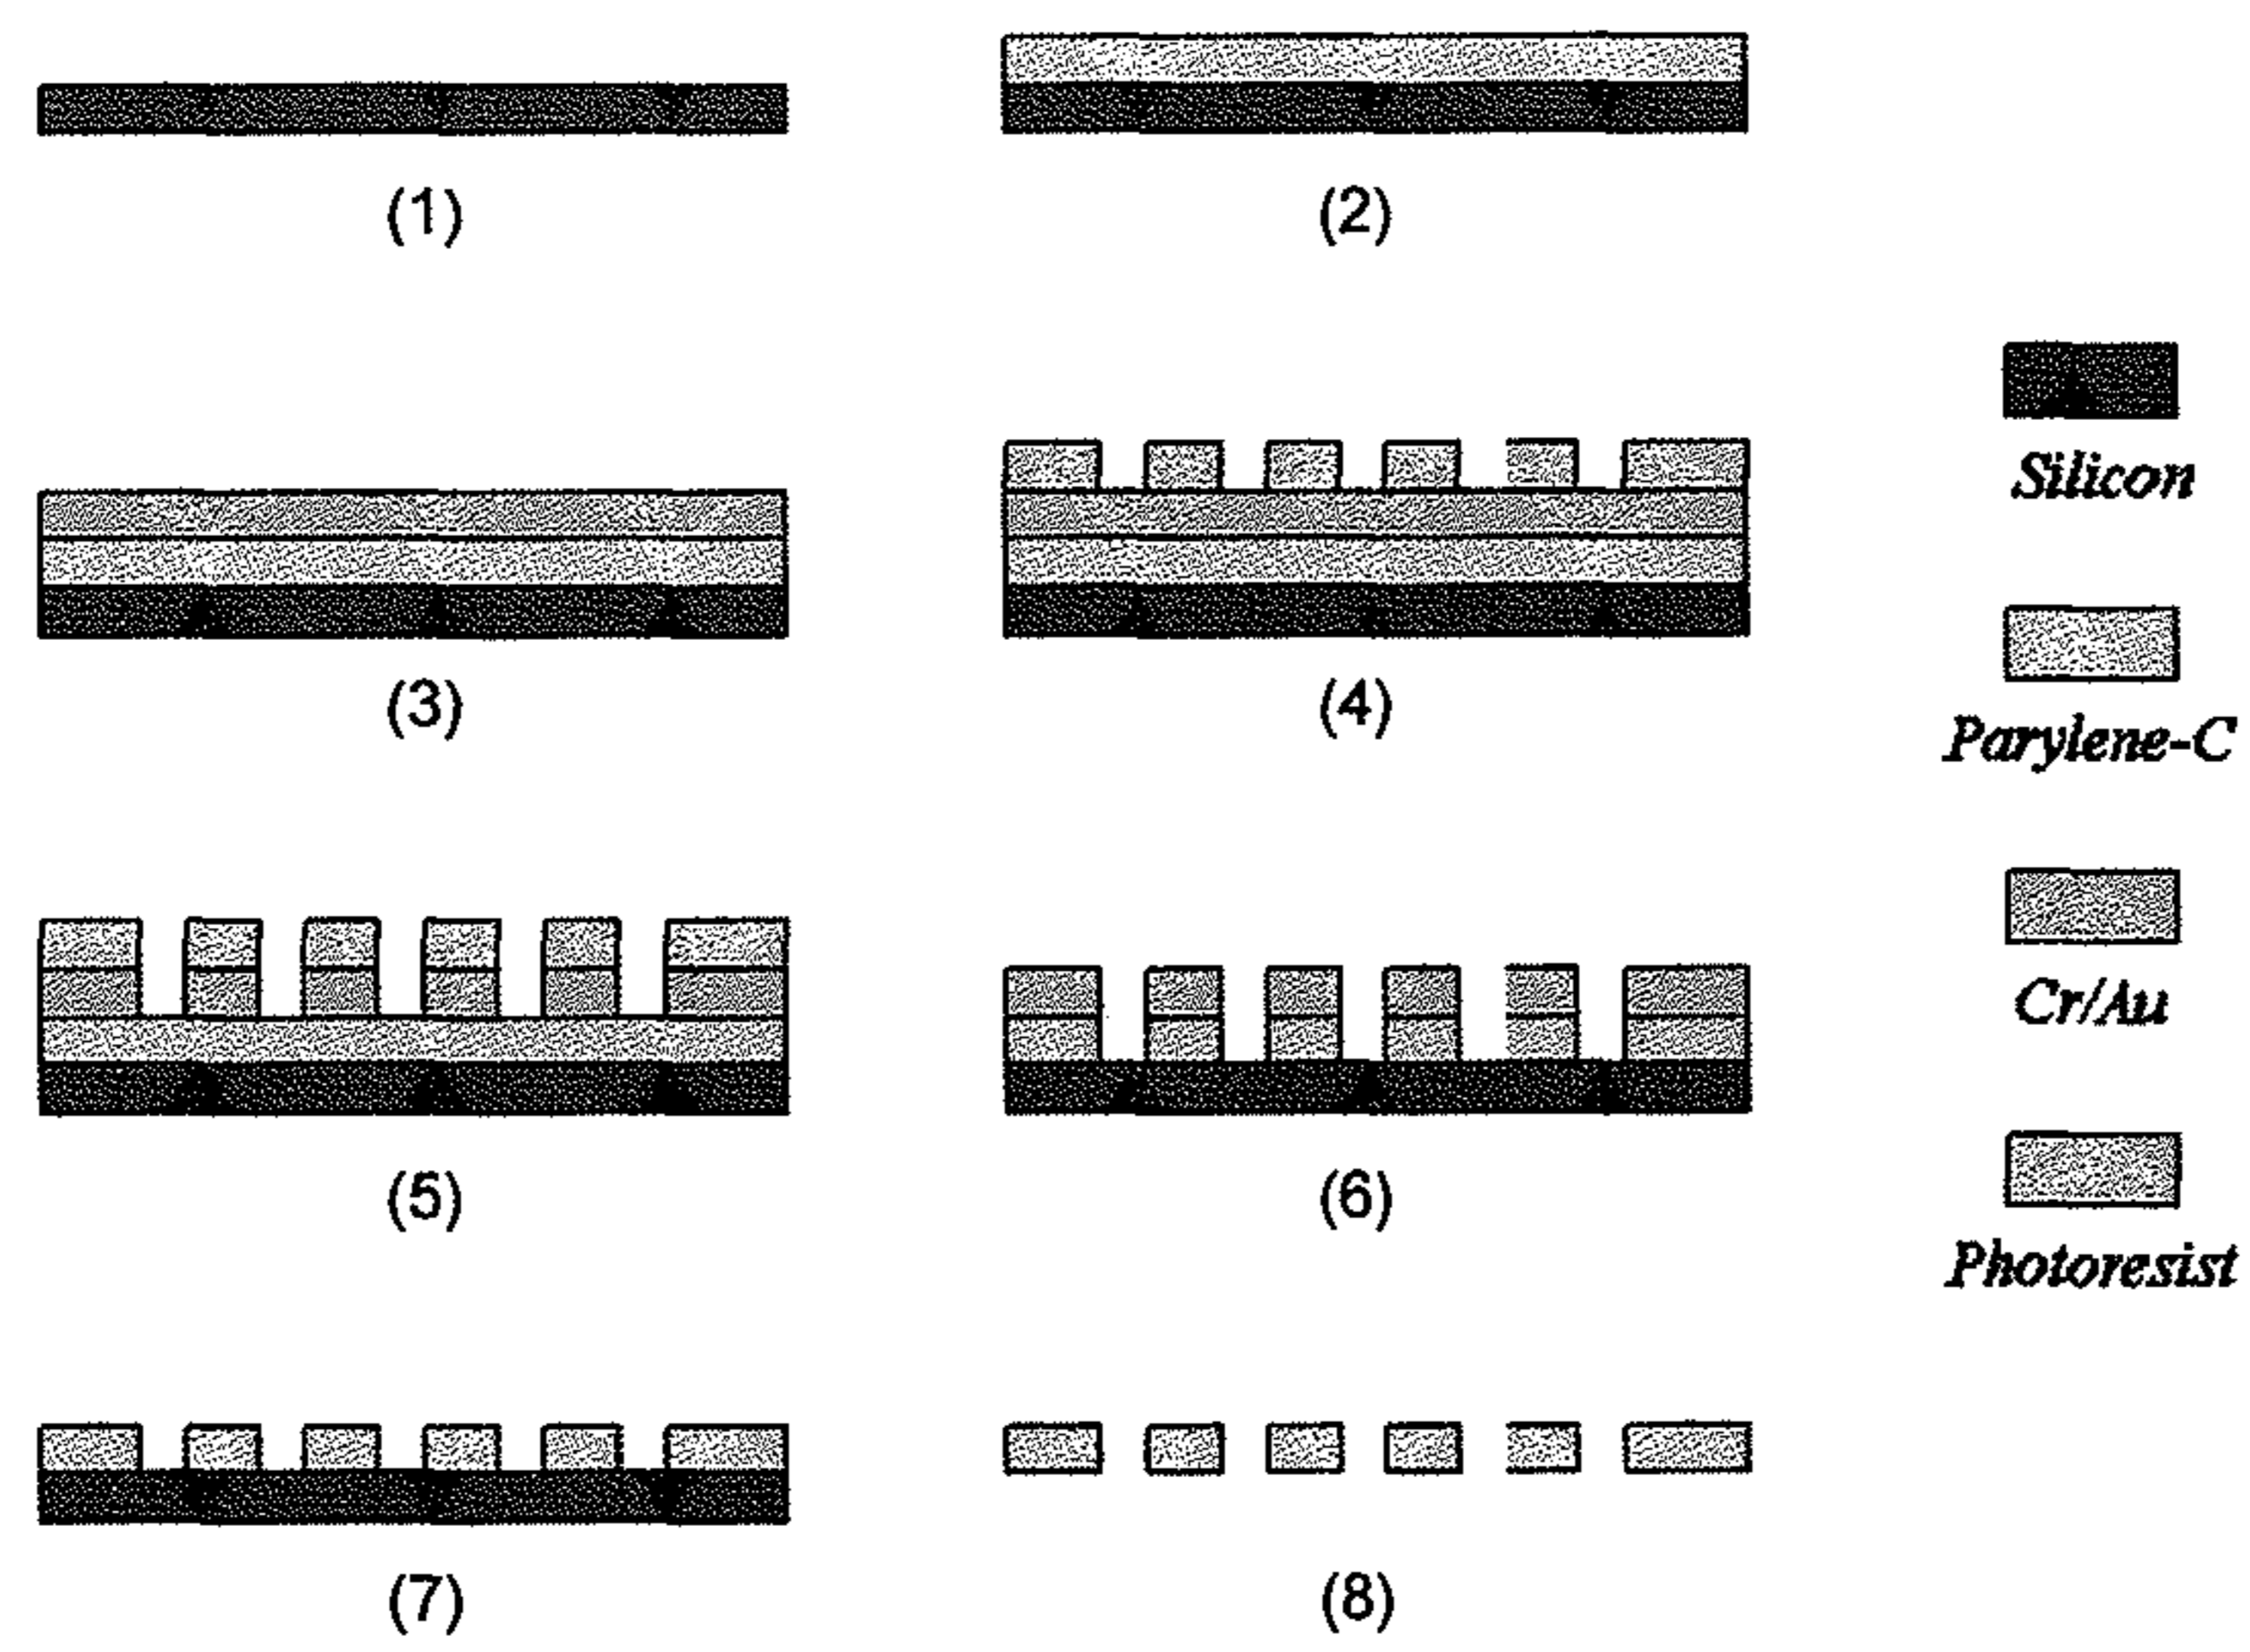 (1)
(2)
(3)
(4)
Silicon
Parylene-C
Cr/Au
Photoresist
(5)
(6)
(7)
(8)